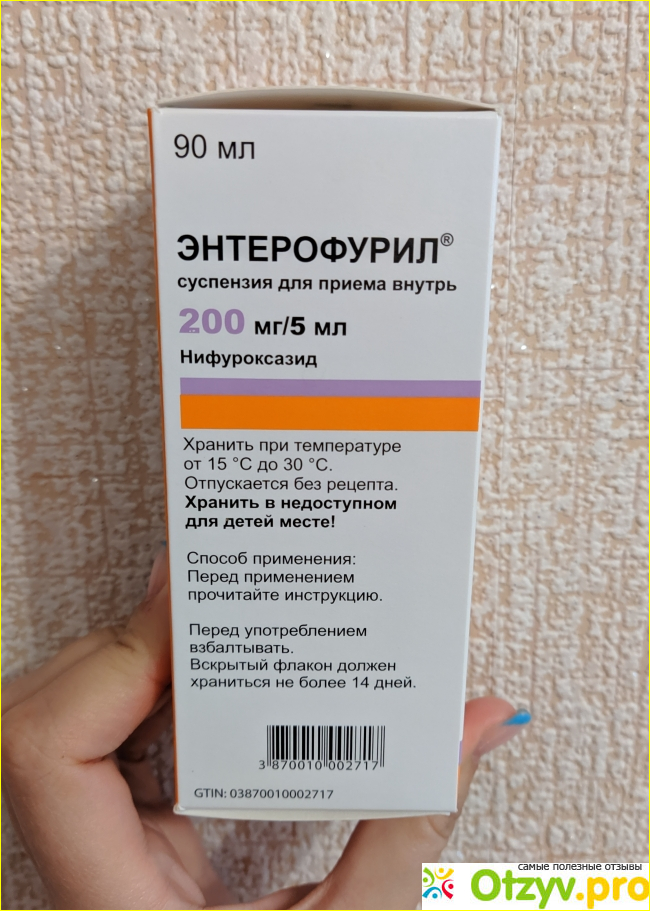 90 мл
ЭНТЕРОФУРИЛ®
суспензия для приема внутрь
200 мг/5 мл
Нифуроксазид
Хранить при температуре
от 15 °C до 30 °C.
Отпускается без рецепта.
Хранить в недоступном
для детей месте!
Способ применения:
Перед применением
прочитайте инструкцию.
Перед употреблением
взбалтывать.
Вскрытый флакон должен
храниться не более 14 дней.
3 870010 002717
GTIN: 03870010002717
самые полезные отзывы
Otzyv.pro